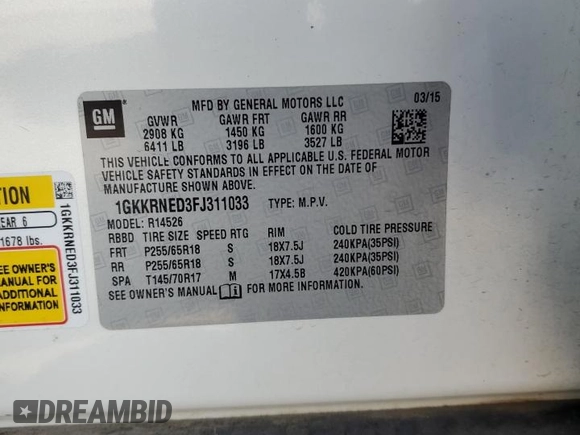 GM
MFD BY GENERAL MOTORS LLC 03/15
GVWR GAWR FRT GAWR RR
2908 KG 1450 KG 1600 KG
6411 LB 3196 LB 3527 LB
THIS VEHICLE CONFORMS TO ALL APPLICABLE U.S. FEDERAL MOTOR
VEHICLE SAFETY STANDARDS IN EFFECT ON THE DATE OF
MANUFACTURE SHOWN ABOVE.
1GKKRNED3FJ311033 TYPE: M.P.V.
MODEL: R14526
RBBD TIRE SIZE SPEED RTG RIM COLD TIRE PRESSURE
FRT P255/65R18 S 18X7.5J 240KPA(35PSI)
RR P255/65R18 S 18X7.5J 240KPA(35PSI)
SPA T145/70R17 M 17X4.5B 420KPA(60PSI)
SEE OWNER'S MANUAL FOR MORE INFORMATION
TION
EAR 6
1678 lbs.
SEE OWNER'S
MANUAL FOR
ADDITIONAL
INFORMATION
1GKKRNED3FJ311033
DREAMBID